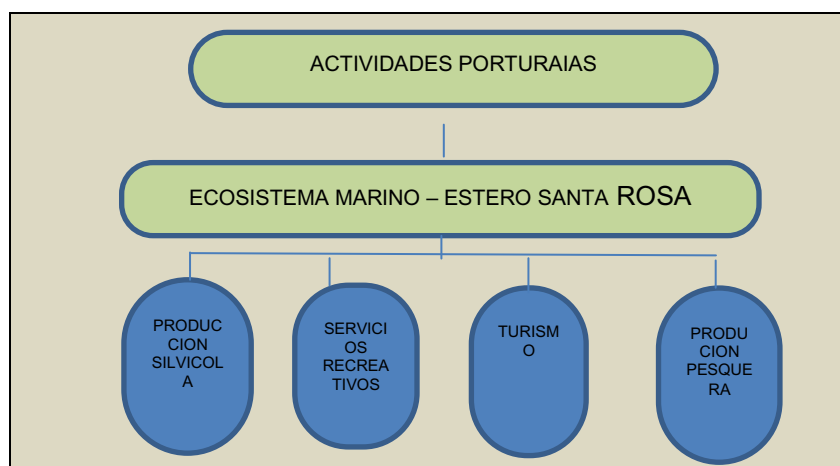 ACTIVIDADES PORTURAIAS
ECOSISTEMA MARINO – ESTERO SANTA ROSA
PRODUC
CION
SILVICOL
A
SERVICI
OS
RECREA
TIVOS
TURISM
O
PRODU
CION
PESQUE
RA